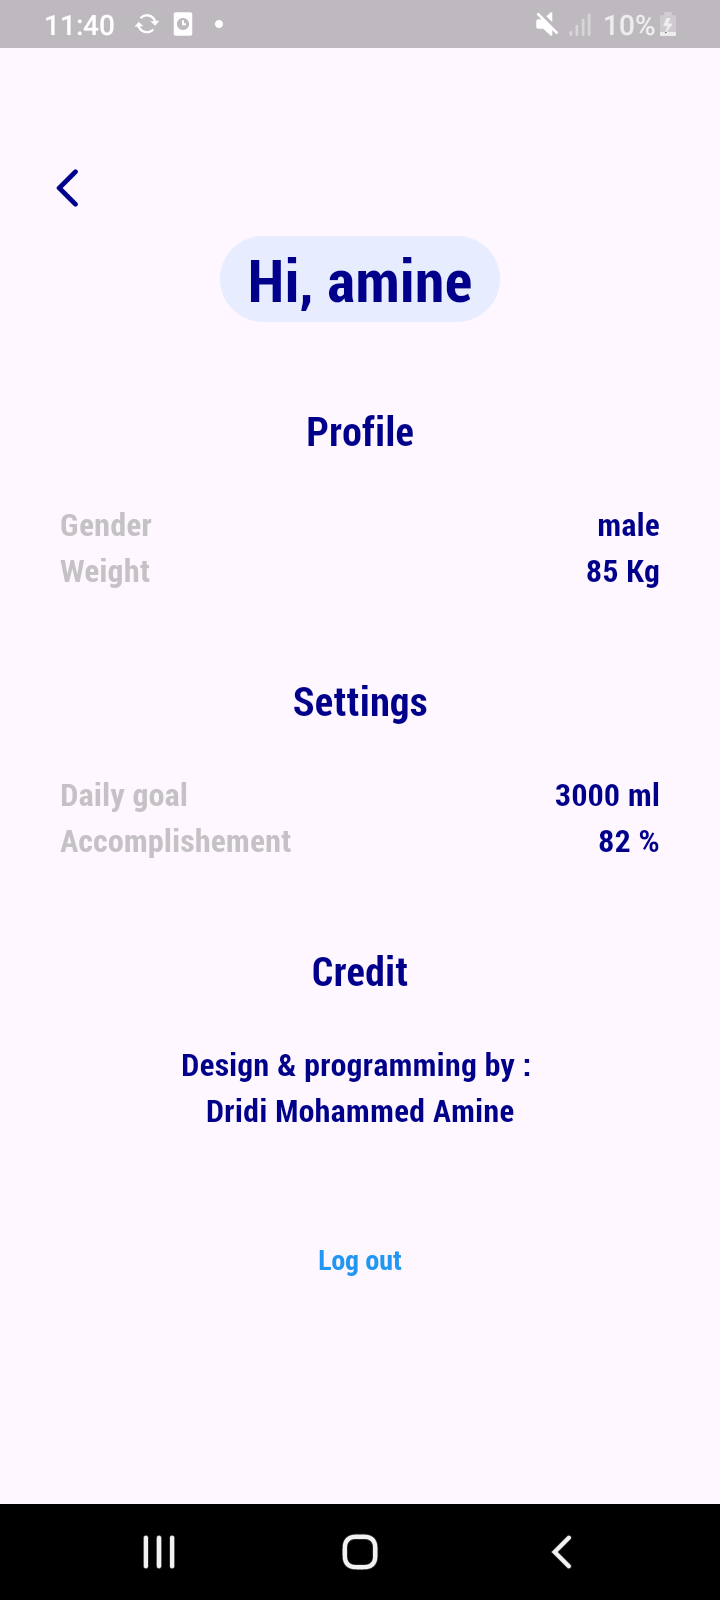 11:40 10%
Hi, amine
Profile
Gender male
Weight 85 Kg
Settings
Daily goal 3000 ml
Accomplishement 82 %
Credit
Design & programming by :
Dridi Mohammed Amine
Log out